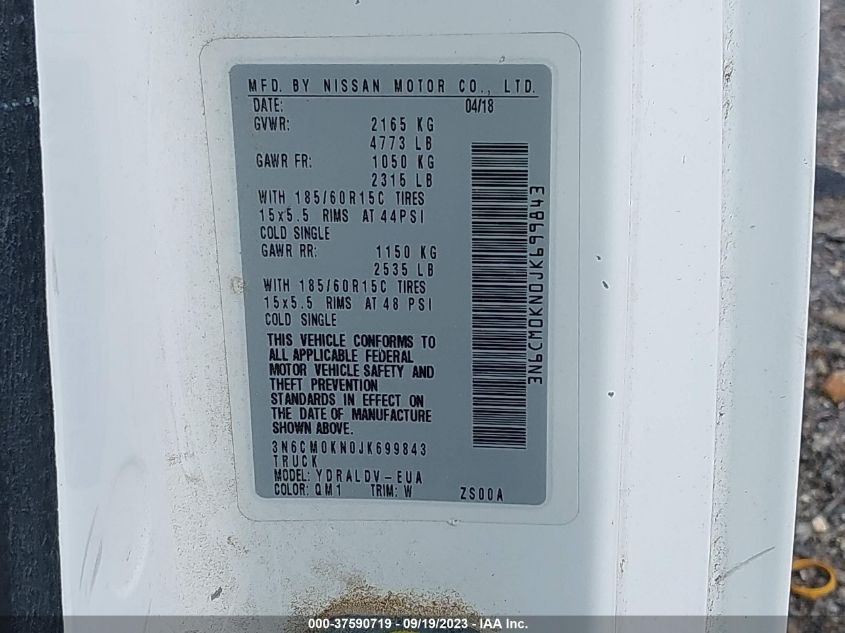 MFD. BY NISSAN MOTOR CO., LTD.
DATE: 04/18
GVWR: 2165 KG
4773 LB
GAWR FR: 1050 KG
2315 LB
WITH 185/60R15C TIRES
15x5.5 RIMS AT 44PSI
COLD SINGLE
GAWR RR: 1150 KG
2535 LB
WITH 185/60R15C TIRES
15x5.5 RIMS AT 48 PSI
COLD SINGLE
THIS VEHICLE CONFORMS TO
ALL APPLICABLE FEDERAL
MOTOR VEHICLE SAFETY AND
THEFT PREVENTION
STANDARDS IN EFFECT ON
THE DATE OF MANUFACTURE
SHOWN ABOVE.
3N6CM0KN0JK699843
TRUCK
MODEL: YDRALDV-EUA
COLOR: QM1 TRIM: W ZS00A
3N6CM0KN0JK699843
000-37590719 - 09/19/2023 - IAA Inc.